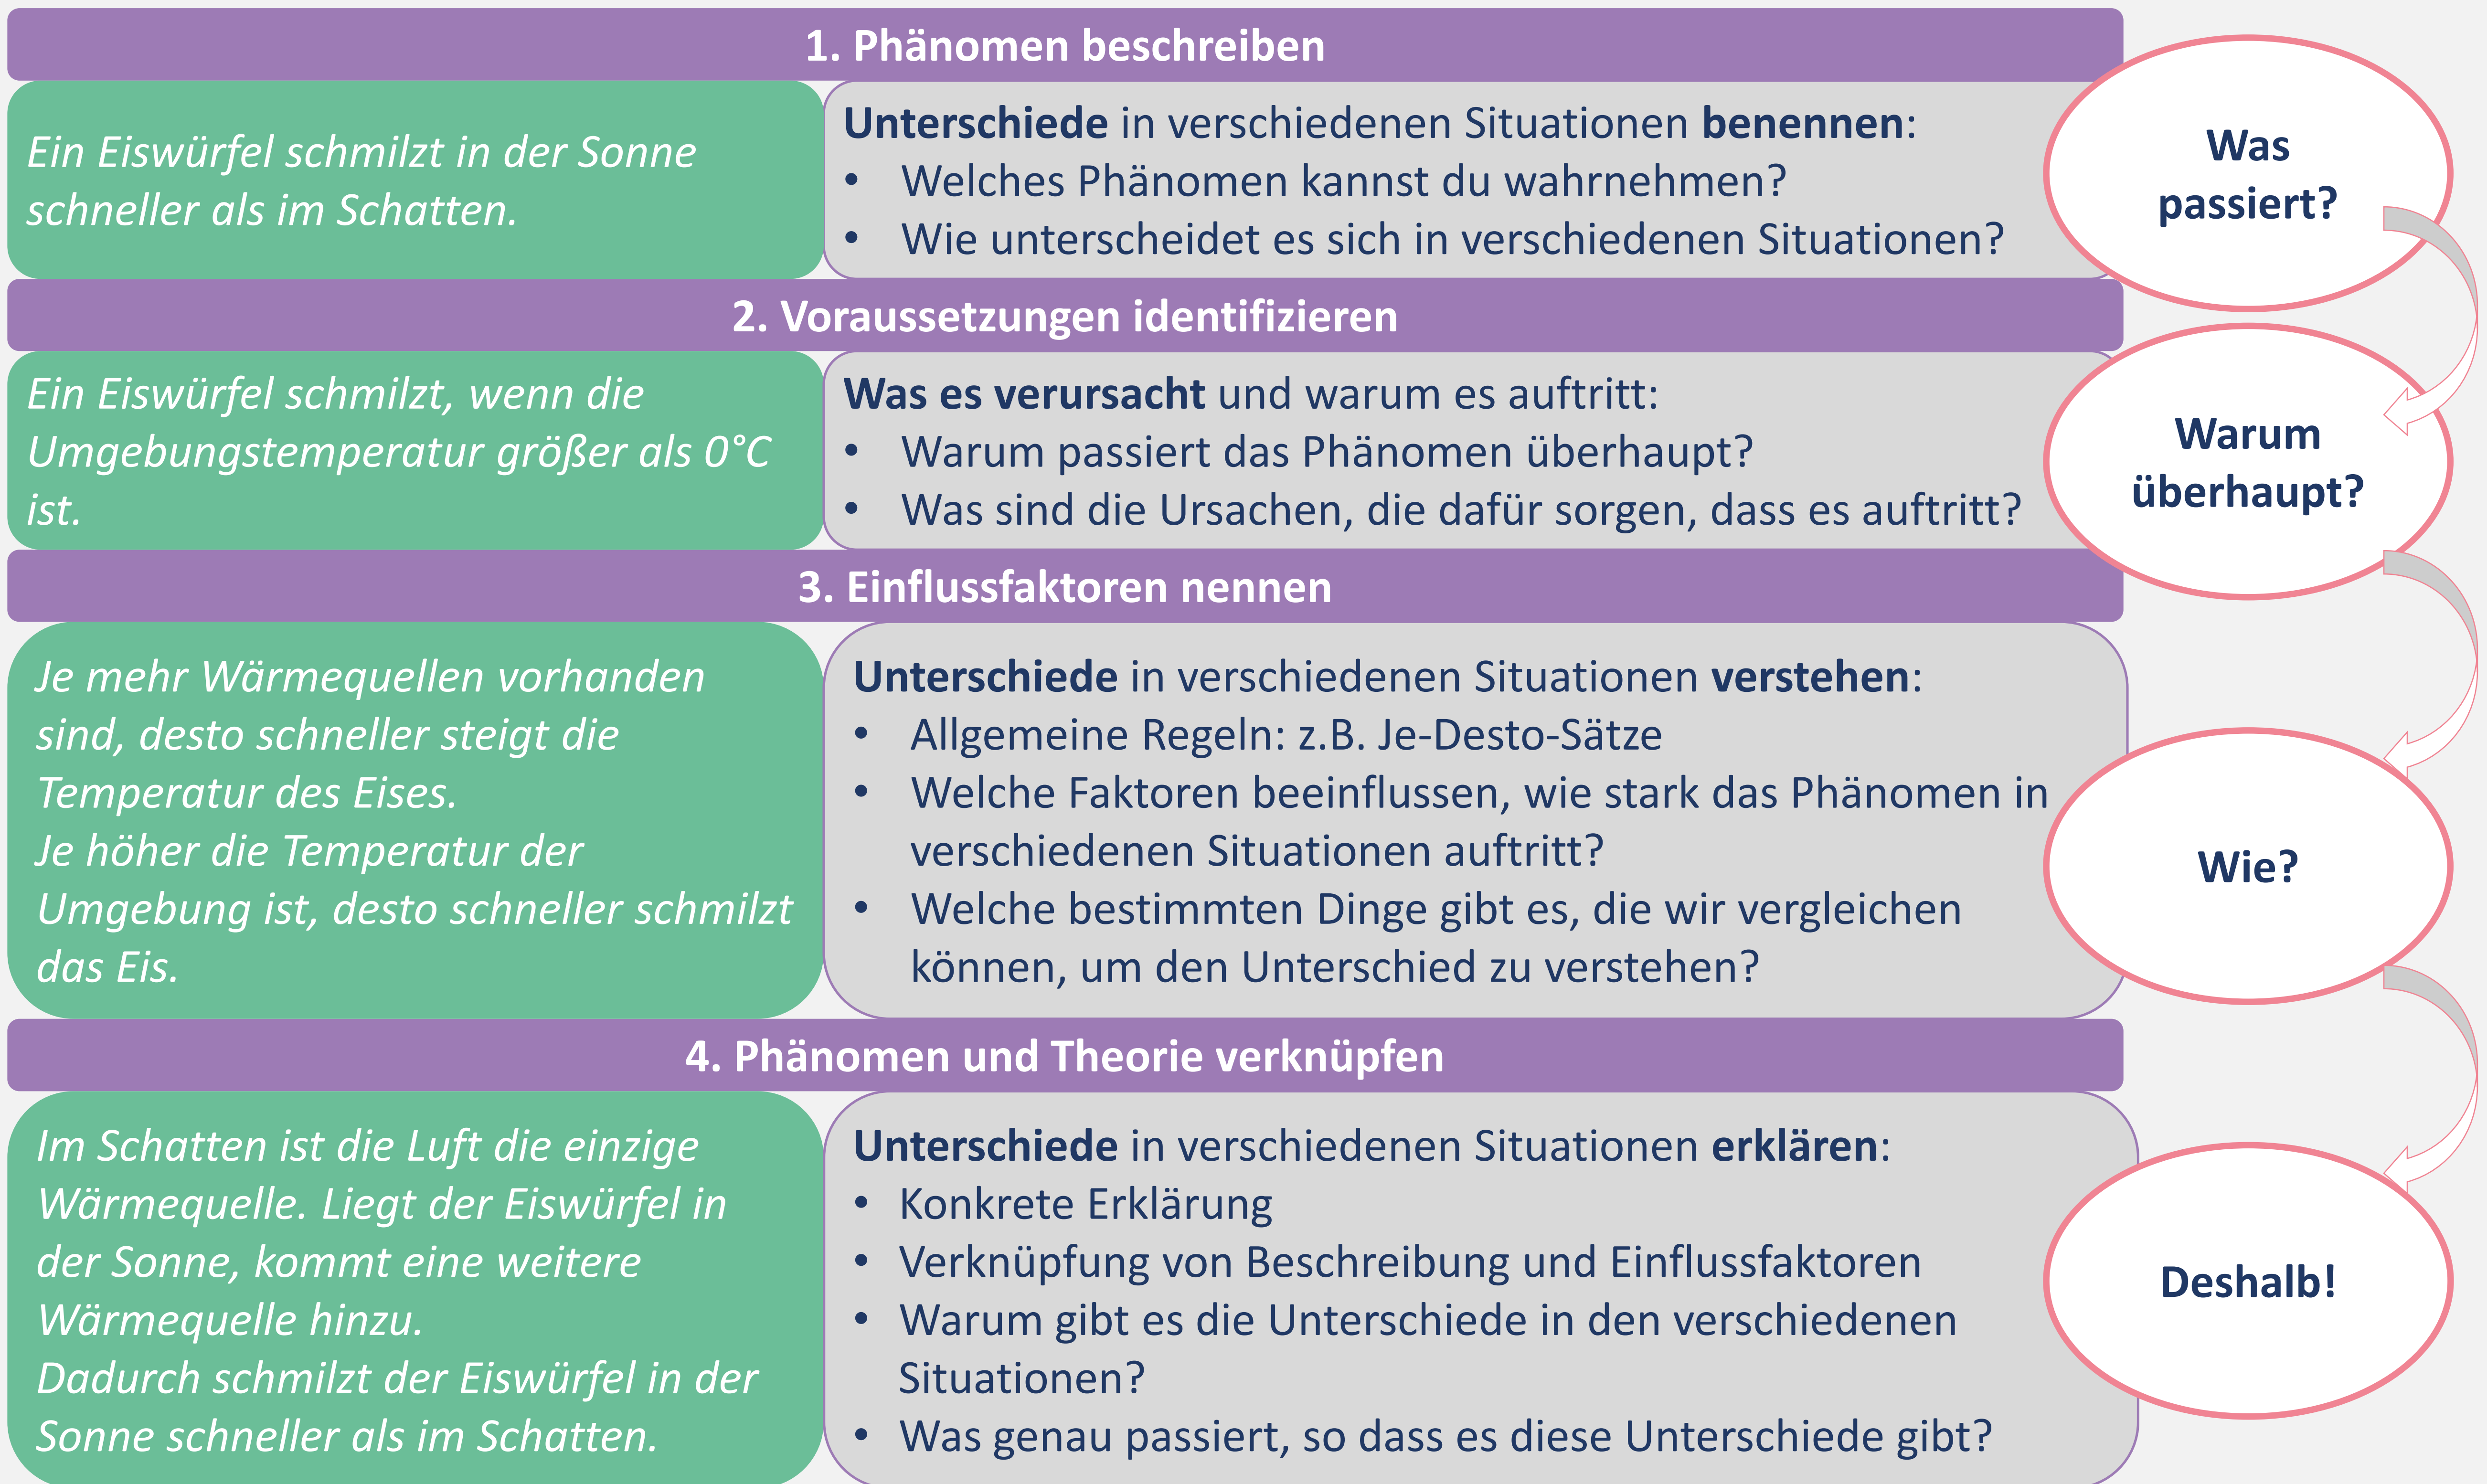 1. Phänomen beschreiben
Ein Eiswürfel schmilzt in der Sonne
schneller als im Schatten.
Unterschiede in verschiedenen Situationen benennen:
• Welches Phänomen kannst du wahrnehmen?
• Wie unterscheidet es sich in verschiedenen Situationen?
Was
passiert?
2. Voraussetzungen identifizieren
Ein Eiswürfel schmilzt, wenn die
Umgebungstemperatur größer als 0°C
ist.
Was es verursacht und warum es auftritt:
• Warum passiert das Phänomen überhaupt?
• Was sind die Ursachen, die dafür sorgen, dass es auftritt?
Warum
überhaupt?
3. Einflussfaktoren nennen
Je mehr Wärmequellen vorhanden
sind, desto schneller steigt die
Temperatur des Eises.
Je höher die Temperatur der
Umgebung ist, desto schneller schmilzt
das Eis.
Unterschiede in verschiedenen Situationen verstehen:
• Allgemeine Regeln: z.B. Je-Desto-Sätze
• Welche Faktoren beeinflussen, wie stark das Phänomen in
verschiedenen Situationen auftritt?
• Welche bestimmten Dinge gibt es, die wir vergleichen
können, um den Unterschied zu verstehen?
Wie?
4. Phänomen und Theorie verknüpfen
Im Schatten ist die Luft die einzige
Wärmequelle. Liegt der Eiswürfel in
der Sonne, kommt eine weitere
Wärmequelle hinzu.
Dadurch schmilzt der Eiswürfel in der
Sonne schneller als im Schatten.
Unterschiede in verschiedenen Situationen erklären:
• Konkrete Erklärung
• Verknüpfung von Beschreibung und Einflussfaktoren
• Warum gibt es die Unterschiede in den verschiedenen
Situationen?
• Was genau passiert, so dass es diese Unterschiede gibt?
Deshalb!